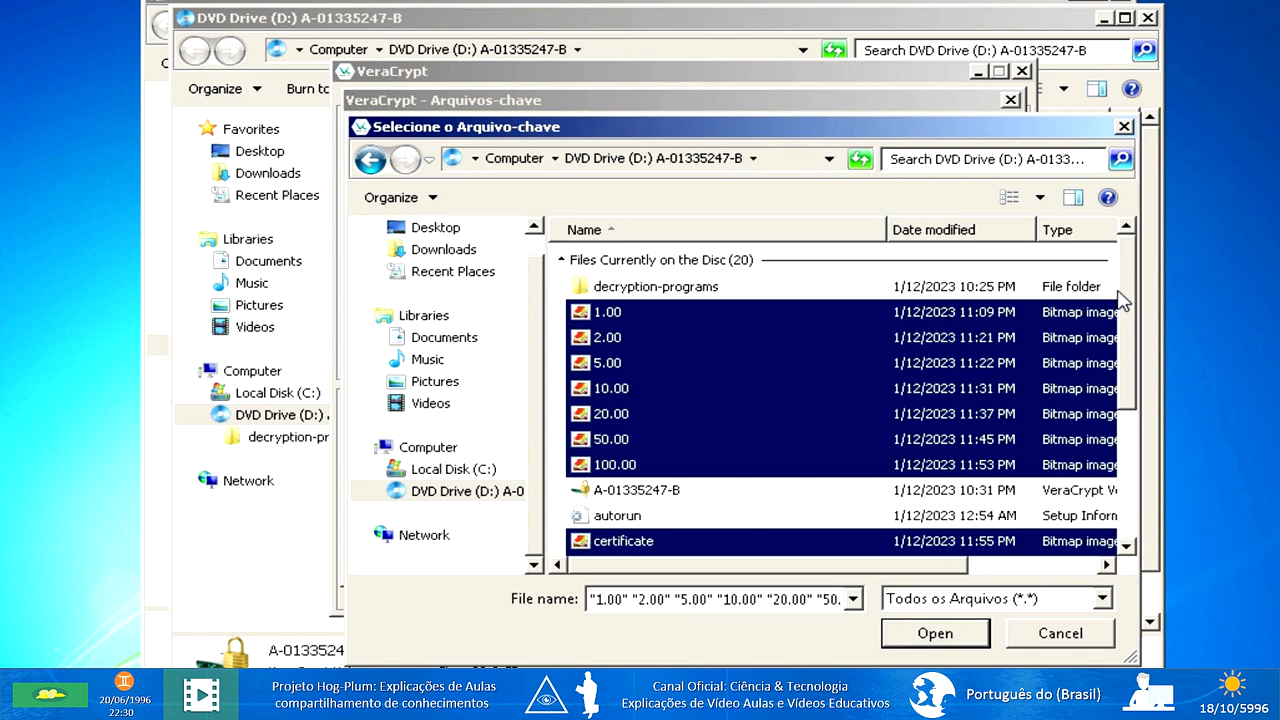 DVD Drive (D:) A-01335247-B
Computer
DVD Drive (D:) A-01335247-B
Search DVD Drive (D:) A-01335247-B
Organize
Burn to
VeraCrypt
VeraCrypt - Arquivos-chave
Selecione o Arquivo-chave
Computer
DVD Drive (D:) A-01335247-B
Search DVD Drive (D:) A-0133...
Organize
Favorites
Desktop
Downloads
Recent Places
Libraries
Documents
Music
Pictures
Videos
Computer
Local Disk (C:)
DVD Drive (D:)
decryption-pr
Network
Desktop
Downloads
Recent Places
Libraries
Documents
Music
Pictures
Videos
Computer
Local Disk (C:)
DVD Drive (D:) A-0
Network
Name Date modified Type
Files Currently on the Disc (20)
decryption-programs 1/12/2023 10:25 PM File folder
1.00 1/12/2023 11:09 PM Bitmap image
2.00 1/12/2023 11:21 PM Bitmap image
5.00 1/12/2023 11:22 PM Bitmap image
10.00 1/12/2023 11:31 PM Bitmap image
20.00 1/12/2023 11:37 PM Bitmap image
50.00 1/12/2023 11:45 PM Bitmap image
100.00 1/12/2023 11:53 PM Bitmap image
A-01335247-B 1/12/2023 10:31 PM VeraCrypt Vo
autorun 1/12/2023 12:54 AM Setup Inform
certificate 1/12/2023 11:55 PM Bitmap image
File name: "1.00" "2.00" "5.00" "10.00" "20.00" "50.
Todos os Arquivos (*.*)
Open
Cancel
A-0133524
20/06/1996
22:30
Projeto Hog-Plum: Explicações de Aulas
compartilhamento de conhecimentos
Canal Oficial: Ciência & Tecnologia
Explicações de Vídeo Aulas e Vídeos Educativos
Português do (Brasil)
18/10/5996